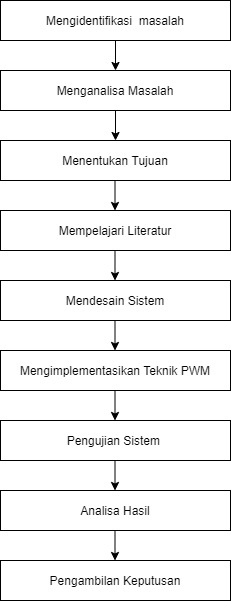 Mengidentifikasi masalah
Menganalisa Masalah
Menentukan Tujuan
Mempelajari Literatur
Mendesain Sistem
Mengimplementasikan Teknik PWM
Pengujian Sistem
Analisa Hasil
Pengambilan Keputusan